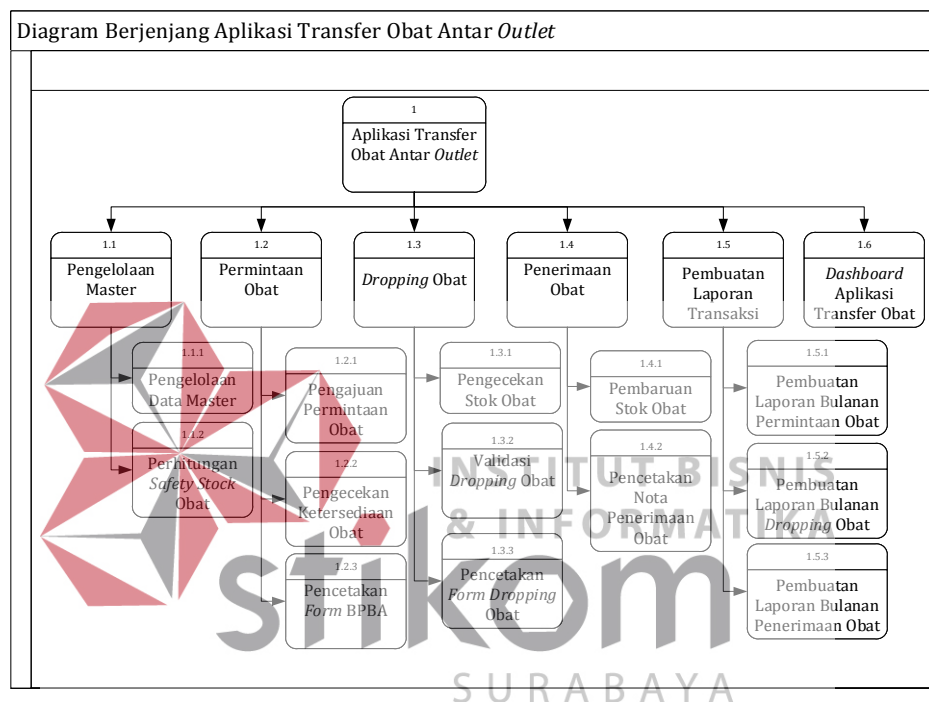 Diagram Berjenjang Aplikasi Transfer Obat Antar Outlet
1
Aplikasi Transfer
Obat Antar Outlet
1.1
Pengelolaan
Master
1.2
Permintaan
Obat
1.3
Dropping Obat
1.4
Penerimaan
Obat
1.5
Pembuatan
Laporan
Transaksi
1.6
Dashboard
Aplikasi
Transfer Obat
1.1.1
Pengelolaan
Data Master
1.1.2
Perhitungan
Safety Stock
Obat
1.2.1
Pengajuan
Permintaan
Obat
1.2.2
Pengecekan
Ketersediaan
Obat
1.2.3
Pencetakan
Form BPBA
1.3.1
Pengecekan
Stok Obat
1.3.2
Validasi
Dropping Obat
1.3.3
Pencetakan
Form Dropping
Obat
1.4.1
Pembaruan
Stok Obat
1.4.2
Pencetakan
Nota
Penerimaan
Obat
1.5.1
Pembuatan
Laporan Bulanan
Permintaan Obat
1.5.2
Pembuatan
Laporan Bulanan
Dropping Obat
1.5.3
Pembuatan
Laporan Bulanan
Penerimaan Obat
INSTITUT BISNIS
& INFORMATIKA
stikom
SURABAYA